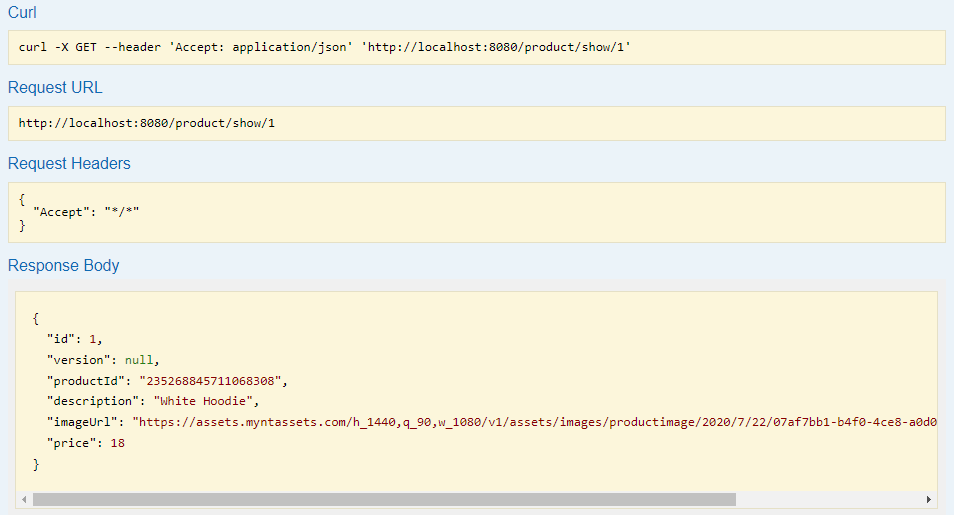 Curl
curl -X GET --header 'Accept: application/json' 'http://localhost:8080/product/show/1'
Request URL
http://localhost:8080/product/show/1
Request Headers
{
  "Accept": "*/*"
}
Response Body
{
  "id": 1,
  "version": null,
  "productId": "235268845711068308",
  "description": "White Hoodie",
  "imageUrl": "https://assets.myntassets.com/h_1440,q_90,w_1080/v1/assets/images/productimage/2020/7/22/07af7bb1-b4f0-4ce8-a0d0
  "price": 18
}